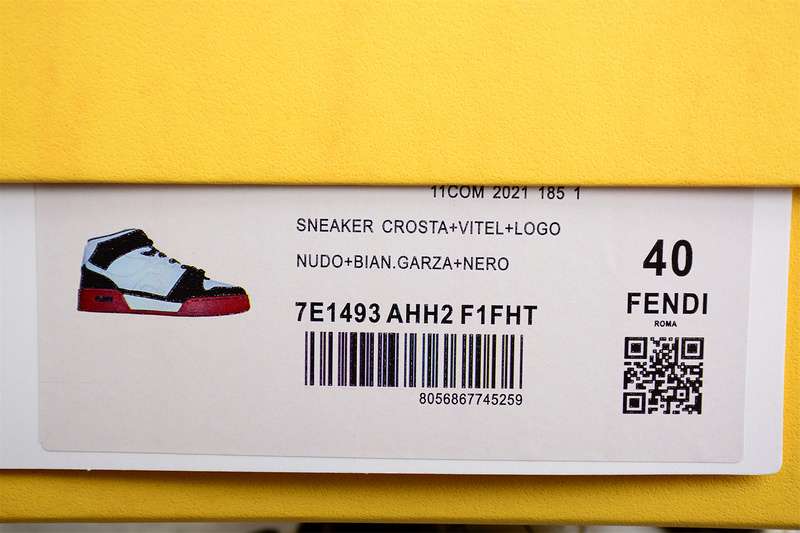 11COM 2021 185 1
SNEAKER CROSTA+VITEL+LOGO
NUDO+BIAN.GARZA+NERO
7E1493 AHH2 F1FHT
8056867745259
40
FENDI
ROMA